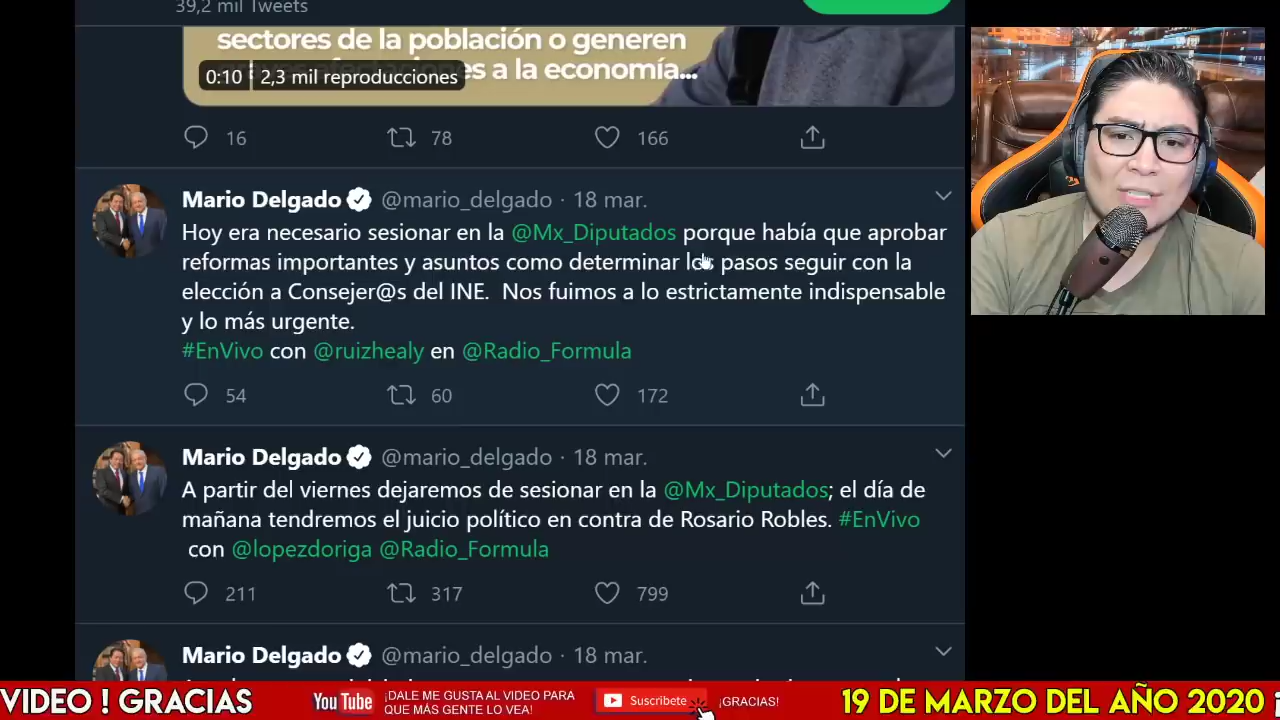 39,2 mil Tweets
sectores de la población o generen
es a la economía...
0:10 2,3 mil reproducciones
16 78 166
Mario Delgado @mario_delgado · 18 mar.
Hoy era necesario sesionar en la @Mx_Diputados porque había que aprobar
reformas importantes y asuntos como determinar los pasos seguir con la
elección a Consejer@s del INE. Nos fuimos a lo estrictamente indispensable
y lo más urgente.
#EnVivo con @ruizhealy en @Radio_Formula
54 60 172
Mario Delgado @mario_delgado · 18 mar.
A partir del viernes dejaremos de sesionar en la @Mx_Diputados; el día de
mañana tendremos el juicio político en contra de Rosario Robles. #EnVivo
con @lopezdoriga @Radio_Formula
211 317 799
Mario Delgado @mario_delgado · 18 mar.
VIDEO ! GRACIAS
YouTube
¡DALE ME GUSTA AL VIDEO PARA
QUE MÁS GENTE LO VEA!
Suscríbete
¡GRACIAS!
19 DE MARZO DEL AÑO 2020 ¡